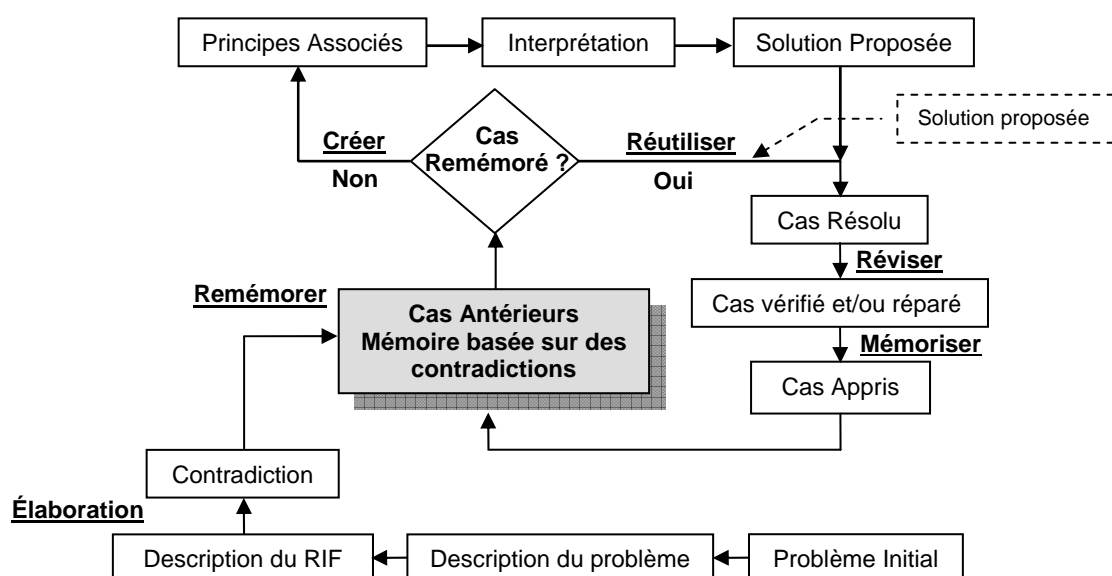 Principes Associés
Interprétation
Solution Proposée
Créer
Non
Cas
Remémoré ?
Réutiliser
Oui
Solution proposée
Cas Résolu
Réviser
Remémorer
Cas Antérieurs
Mémoire basée sur des
contradictions
Cas vérifié et/ou réparé
Mémoriser
Cas Appris
Contradiction
Élaboration
Description du RIF
Description du problème
Problème Initial